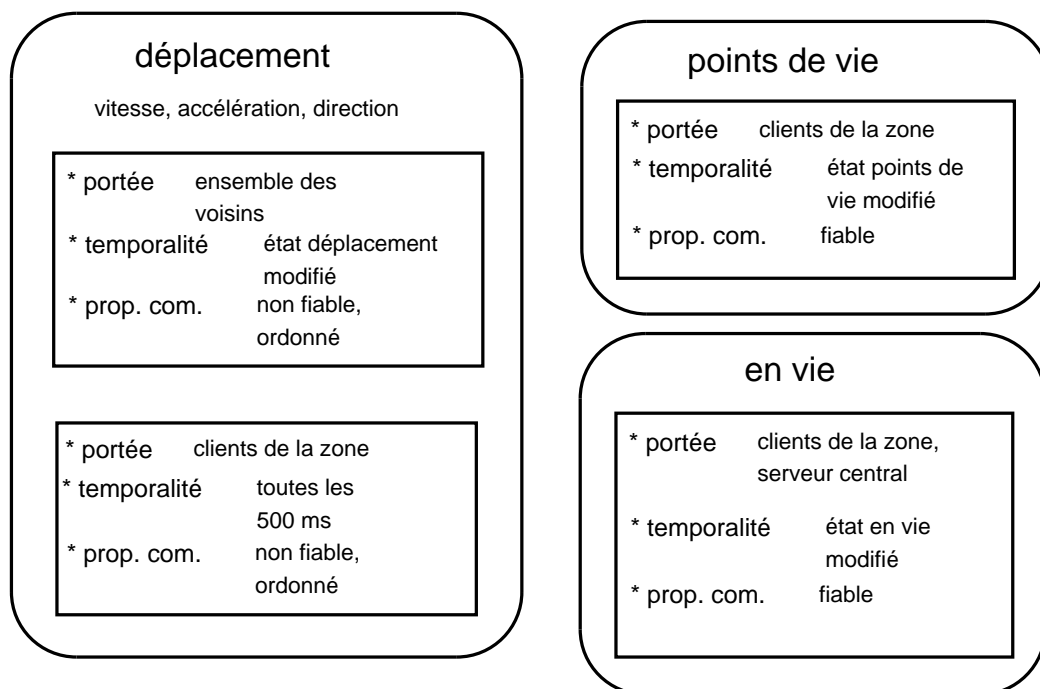 déplacement
vitesse, accélération, direction
* portée ensemble des
voisins
* temporalité état déplacement
modifié
* prop. com. non fiable,
ordonné
* portée clients de la zone
* temporalité toutes les
500 ms
* prop. com. non fiable,
ordonné
points de vie
* portée clients de la zone
* temporalité état points de
vie modifié
* prop. com. fiable
en vie
* portée clients de la zone,
serveur central
* temporalité état en vie
modifié
* prop. com. fiable